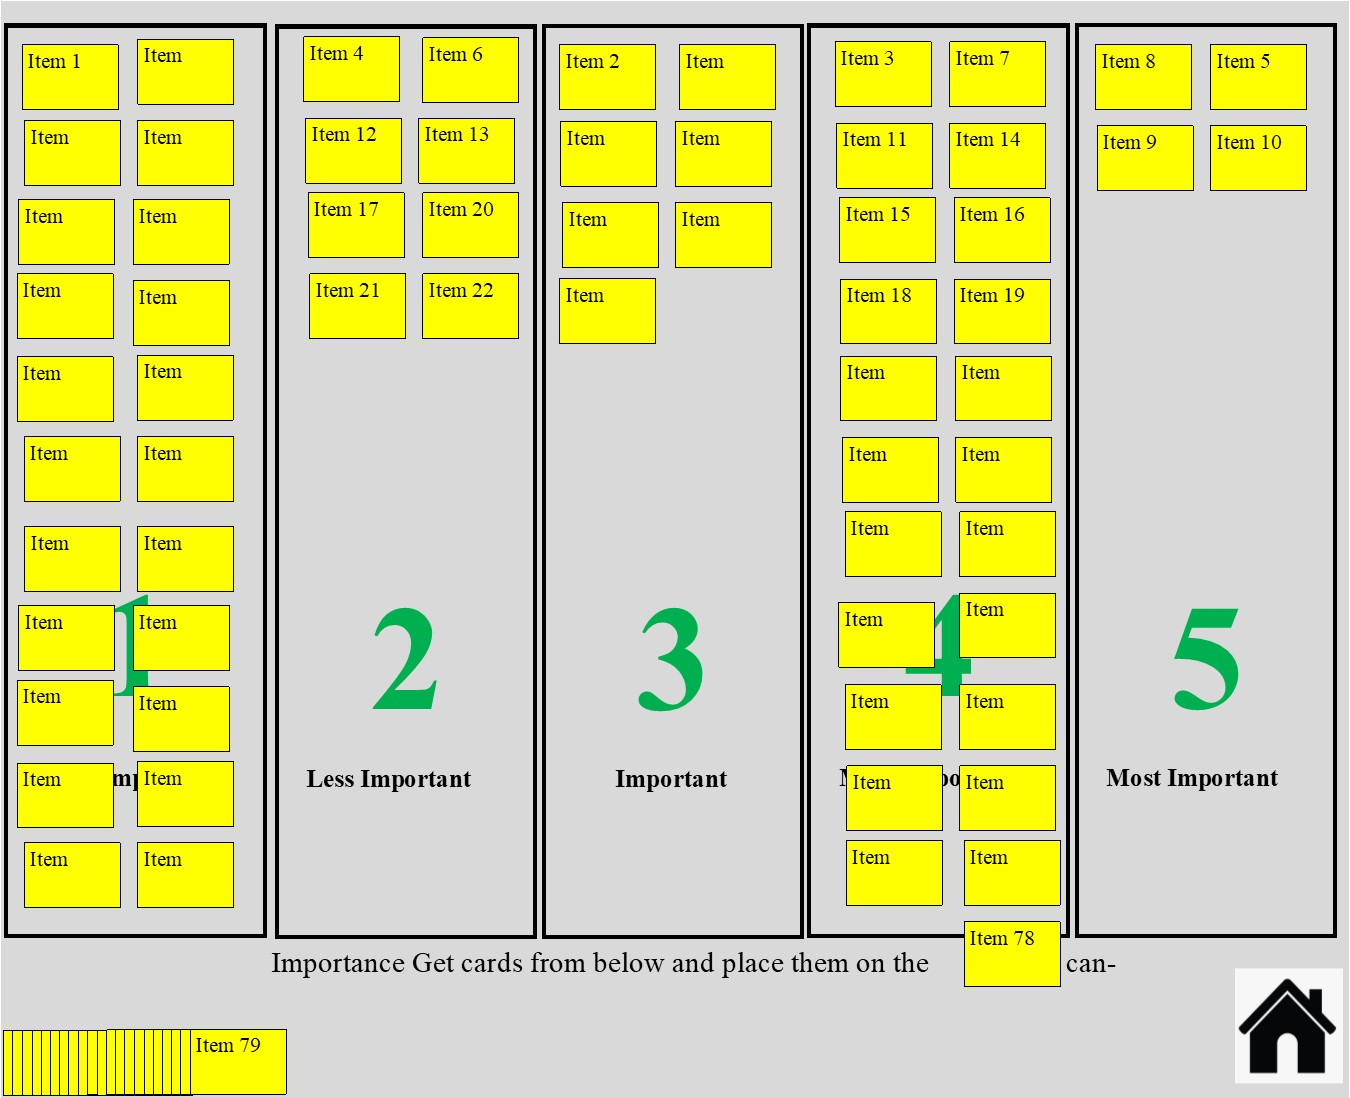 Item 1 Item
Item Item
Item Item
Item Item
Item Item
Item Item
Item Item
Item Item
Item Item
Item Item
Item Item
1
Item 4 Item 6
Item 12 Item 13
Item 17 Item 20
Item 21 Item 22
2
Less Important
Item 2 Item
Item Item
Item Item
Item
3
Important
Item 3 Item 7
Item 11 Item 14
Item 15 Item 16
Item 18 Item 19
Item Item
Item Item
Item Item
Item Item
Item Item
Item Item
Item Item
Item 78
4
Item 8 Item 5
Item 9 Item 10
5
Most Important
Importance Get cards from below and place them on the can-
Item 79